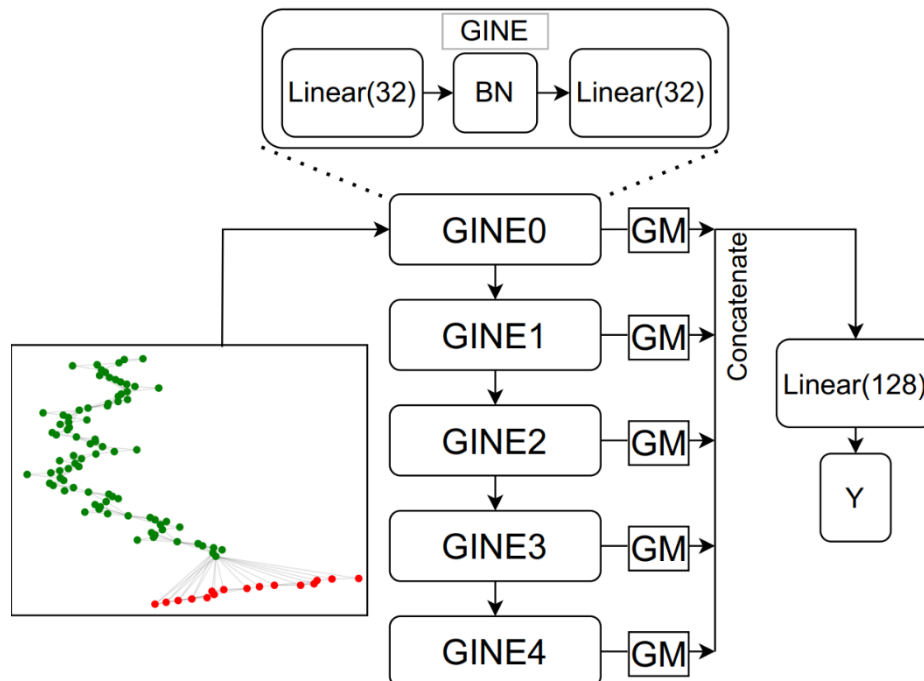 GINE
Linear(32)
BN
Linear(32)
GINE0
GM
GINE1
GM
GINE2
GM
GINE3
GM
GINE4
GM
Concatenate
Linear(128)
Y